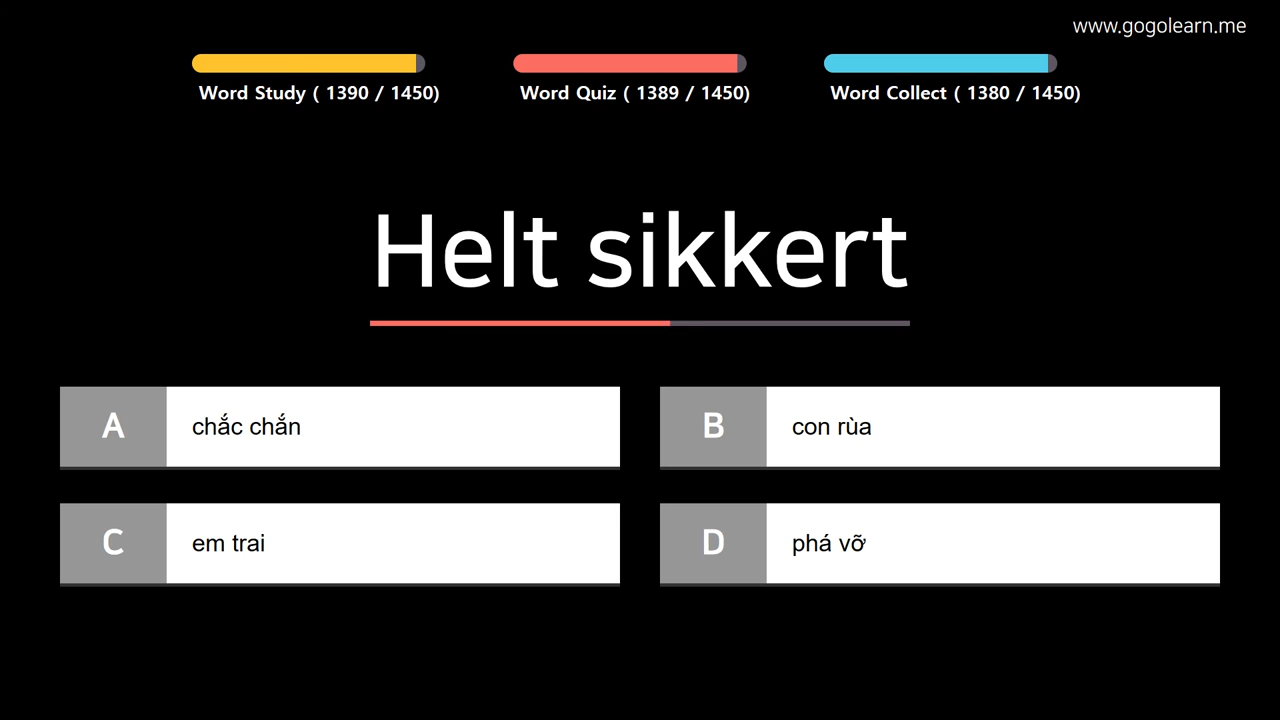 www.gogolearn.me
Word Study ( 1390 / 1450)
Word Quiz ( 1389 / 1450)
Word Collect ( 1380 / 1450)
Helt sikkert
A
chắc chắn
B
con rùa
C
em trai
D
phá vỡ